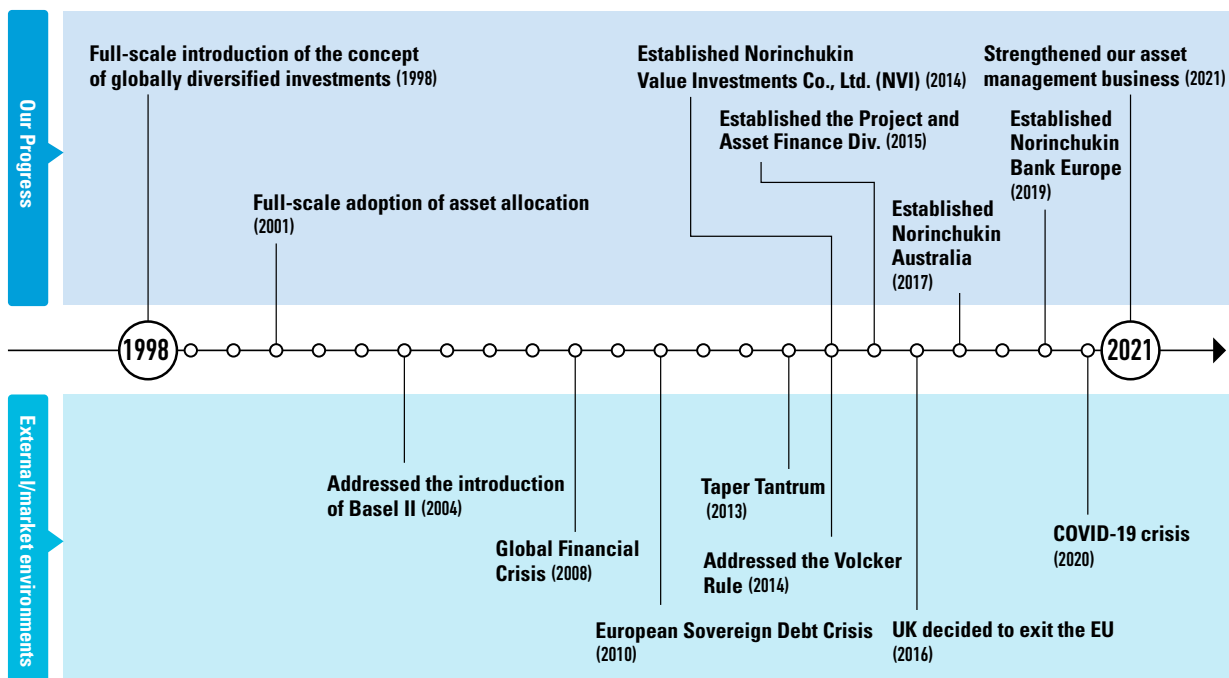 Our Progress
Full-scale introduction of the concept
of globally diversified investments (1998)
Full-scale adoption of asset allocation
(2001)
Established Norinchukin
Value Investments Co., Ltd. (NVI) (2014)
Established the Project and
Asset Finance Div. (2015)
Established
Norinchukin
Australia
(2017)
Established
Norinchukin
Bank Europe
(2019)
Strengthened our asset
management business (2021)
1998
2021
External/market environments
Addressed the introduction
of Basel II (2004)
Global Financial
Crisis (2008)
European Sovereign Debt Crisis
(2010)
Taper Tantrum
(2013)
Addressed the Volcker
Rule (2014)
UK decided to exit the EU
(2016)
COVID-19 crisis
(2020)